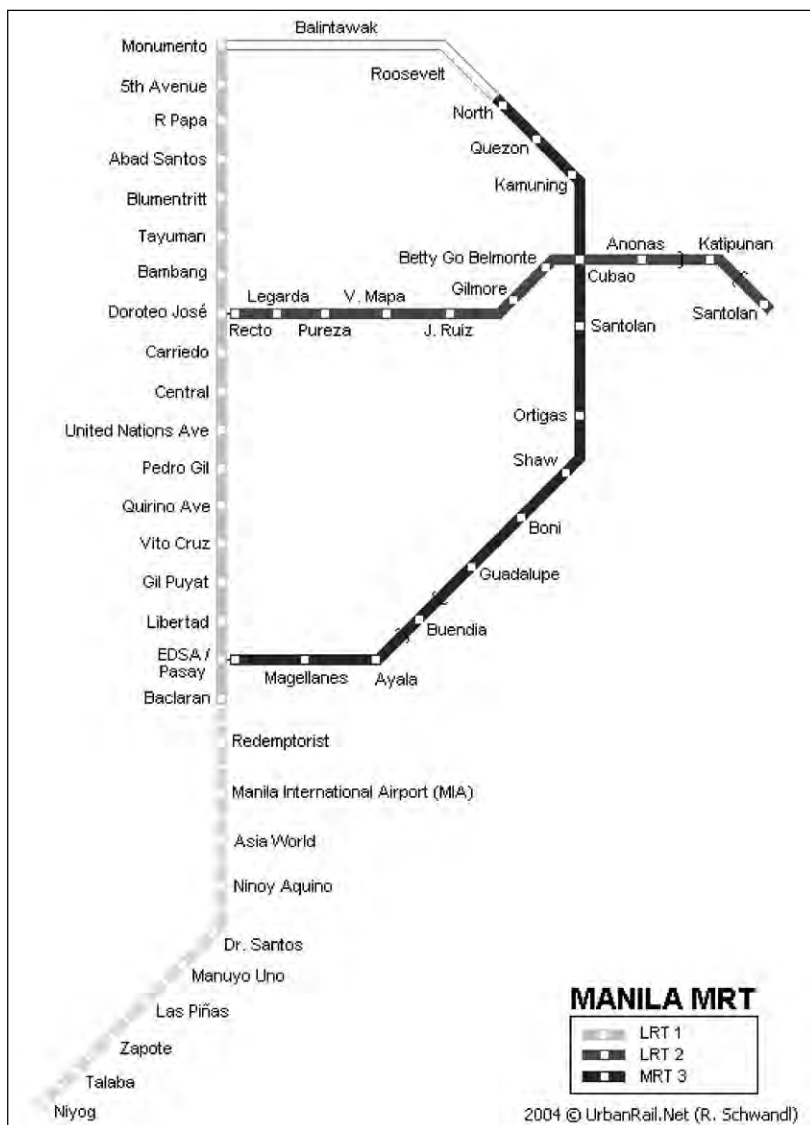 Balintawak
Monumento
Roosevelt
5th Avenue
North
R Papa
Quezon
Abad Santos
Kamuning
Blumentritt
Tayuman
Betty Go Belmonte
Anonas
Katipunan
Bambang
Cubao
Gilmore
Legarda
V. Mapa
Santolan
Doroteo José
Recto
Pureza
J. Ruiz
Santolan
Carriedo
Central
Ortigas
United Nations Ave
Shaw
Pedro Gil
Quirino Ave
Boni
Vito Cruz
Guadalupe
Gil Puyat
Libertad
Buendia
EDSA /
Pasay
Magellanes
Ayala
Baclaran
Redemptorist
Manila International Airport (MIA)
Asia World
Ninoy Aquino
Dr. Santos
Manuyo Uno
Las Piñas
Zapote
Talaba
Niyog
MANILA MRT
LRT 1
LRT 2
MRT 3
2004 © UrbanRail.Net (R. Schwandl)